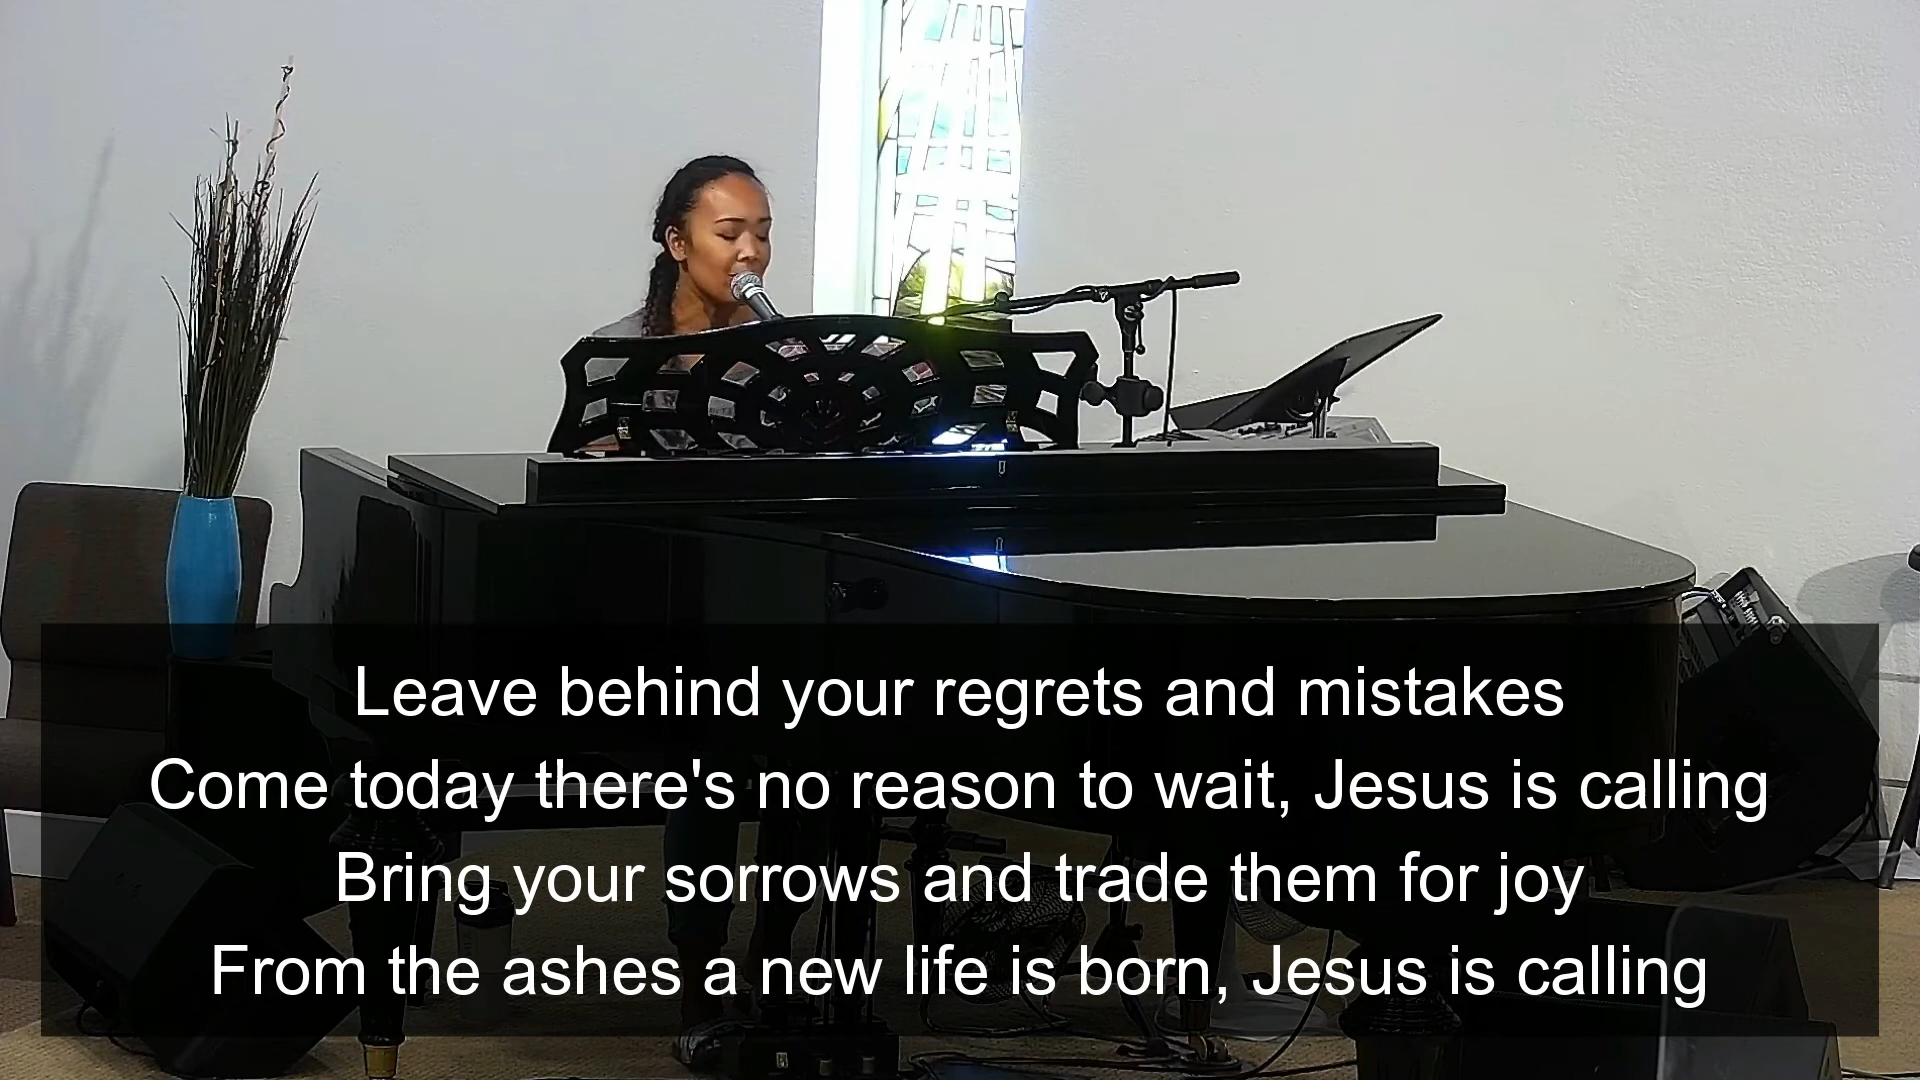 Leave behind your regrets and mistakes
Come today there's no reason to wait, Jesus is calling
Bring your sorrows and trade them for joy
From the ashes a new life is born, Jesus is calling